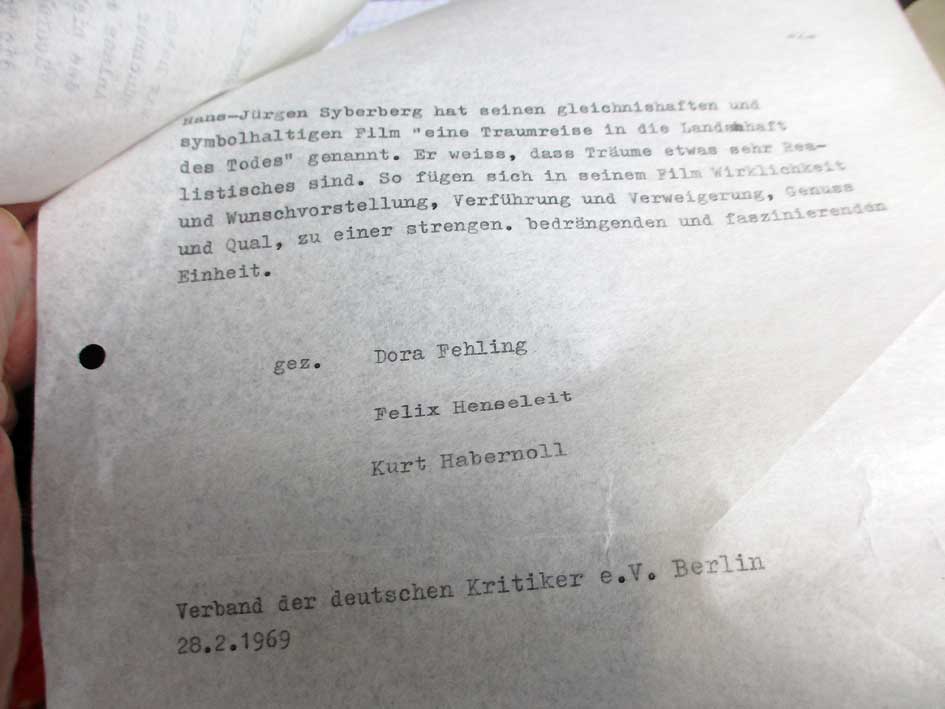 Hans-Jürgen Syberberg hat seinen gleichnishaften und
symbolhaltigen Film "eine Traumreise in die Landschaft
des Todes" genannt. Er weiss, dass Träume etwas sehr Rea-
listisches sind. So fügen sich in seinem Film Wirklichkeit
und Wunschvorstellung, Verführung und Verweigerung, Genuss
und Qual, zu einer strengen. bedrängenden und faszinierenden
Einheit.
gez. Dora Fehling
Felix Henseleit
Kurt Habernoll
Verband der deutschen Kritiker e.V. Berlin
28.2.1969